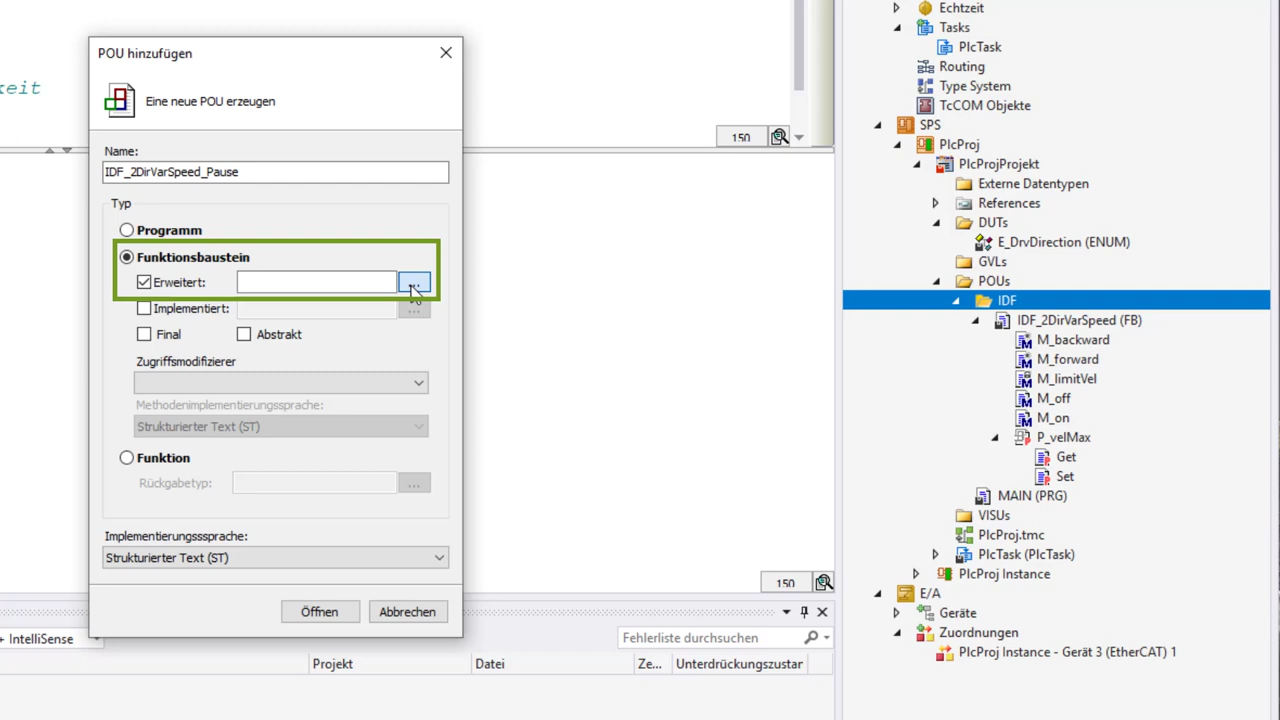 keit
150
POU hinzufügen
Eine neue POU erzeugen
Name:
IDF_2DirVarSpeed_Pause
Typ
Programm
Funktionsbaustein
Erweitert:
...
Implementiert:
...
Final
Abstrakt
Zugriffsmodifizierer
Methodenimplementierungssprache:
Strukturierter Text (ST)
Funktion
Rückgabetyp:
...
Implementierungsssprache:
Strukturierter Text (ST)
Öffnen
Abbrechen
150
+ IntelliSense
Fehlerliste durchsuchen
Projekt
Datei
Ze...
Unterdrückungszustar
Echtzeit
Tasks
PlcTask
Routing
Type System
TcCOM Objekte
SPS
PlcProj
PlcProjProjekt
Externe Datentypen
References
DUTs
E_DrvDirection (ENUM)
GVLs
POUs
IDF
IDF_2DirVarSpeed (FB)
M_backward
M_forward
M_limitVel
M_off
M_on
P_velMax
Get
Set
MAIN (PRG)
VISUs
PlcProj.tmc
PlcTask (PlcTask)
PlcProj Instance
E/A
Geräte
Zuordnungen
PlcProj Instance - Gerät 3 (EtherCAT) 1